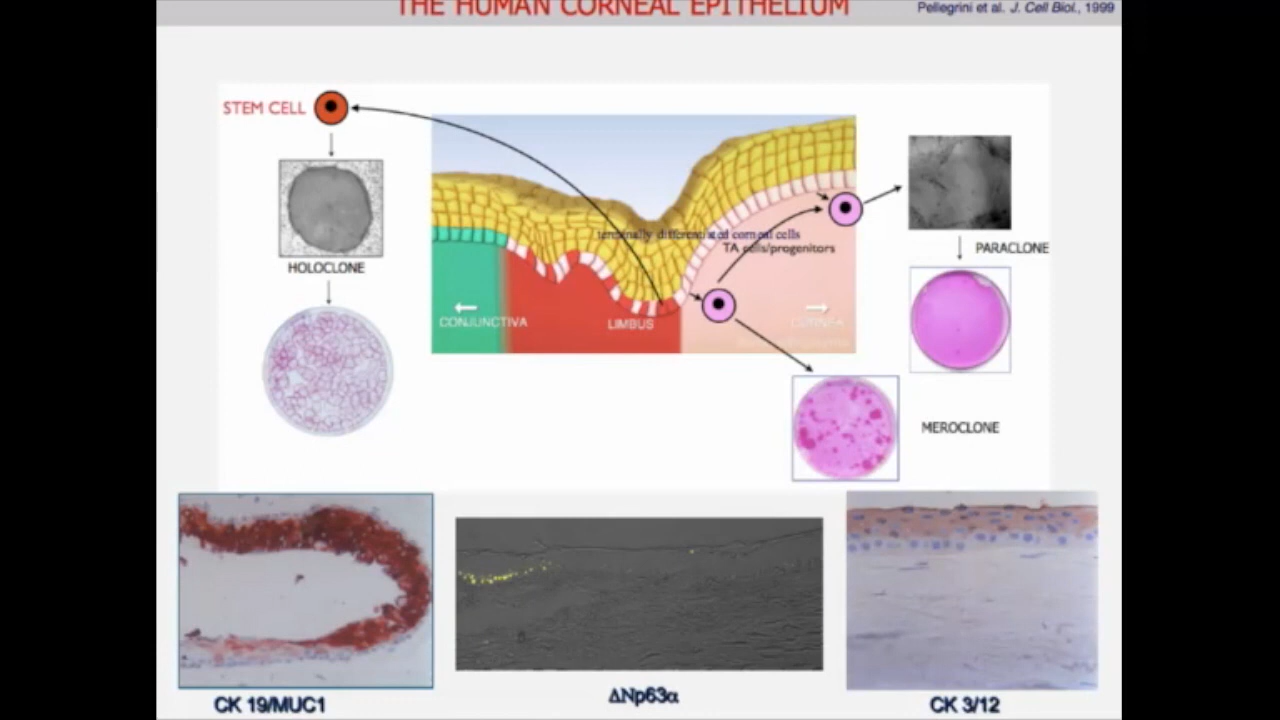 THE HUMAN CORNEAL EPITHELIUM
Pellegrini et al. J. Cell Biol., 1999
STEM CELL
HOLOCLONE
terminally differentiated corneal cells
TA cells/progenitors
CONJUNCTIVA
LIMBUS
CORNEA
PARACLONE
MEROCLONE
CK 19/MUC1
ΔNp63α
CK 3/12